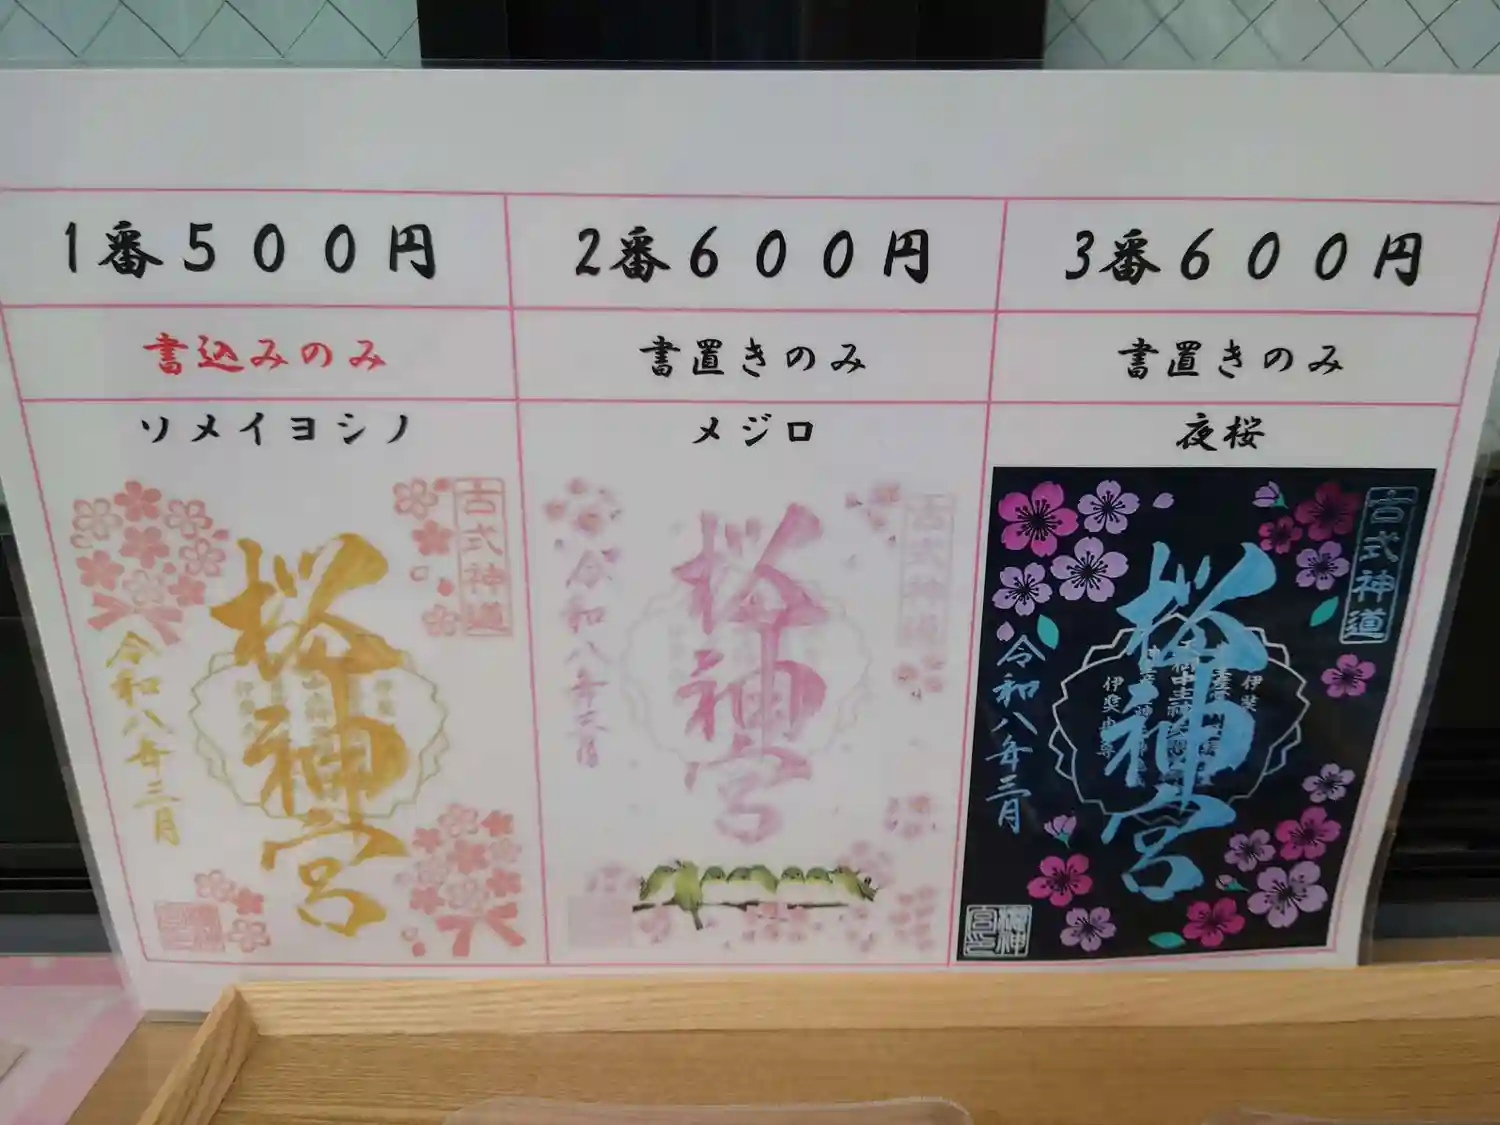 1番500円
書込みのみ
ソメイヨシノ
古式神道
桜神宮
令和八年三月
2番600円
書置きのみ
メジロ
古式神道
桜神宮
令和八年三月
3番600円
書置きのみ
夜桜
古式神道
桜神宮
令和八年三月